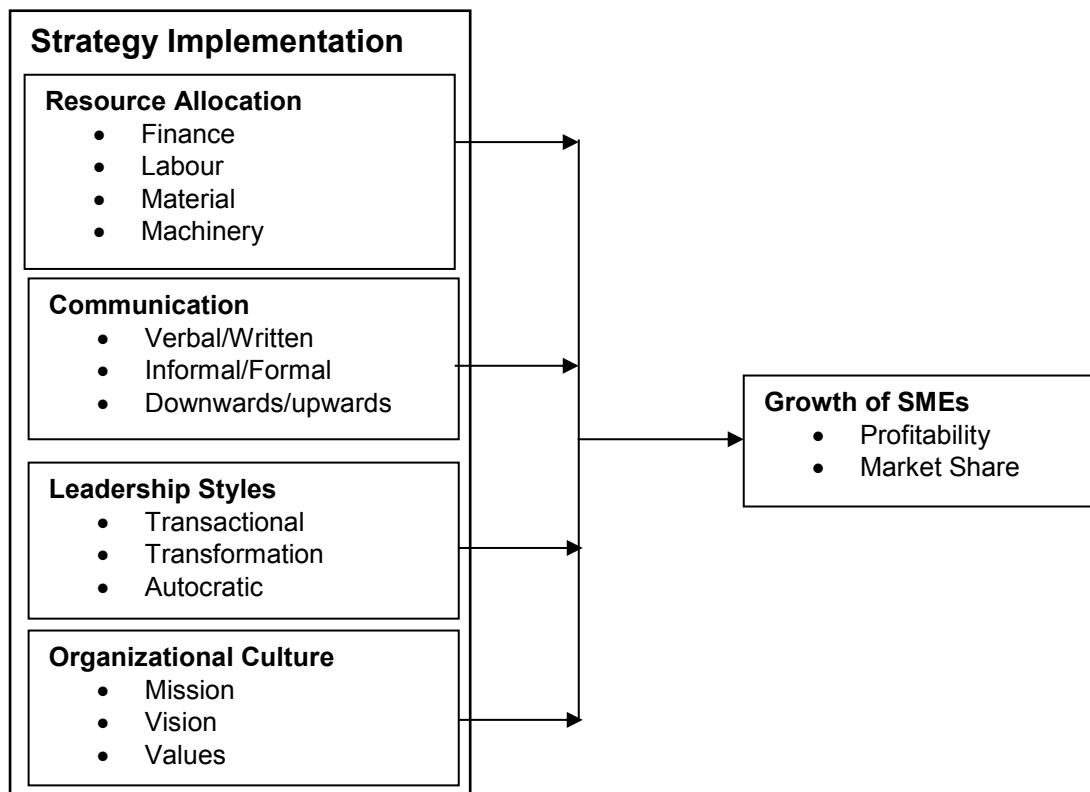 Strategy Implementation
Resource Allocation
• Finance
• Labour
• Material
• Machinery
Communication
• Verbal/Written
• Informal/Formal
• Downwards/upwards
Leadership Styles
• Transactional
• Transformation
• Autocratic
Organizational Culture
• Mission
• Vision
• Values
Growth of SMEs
• Profitability
• Market Share